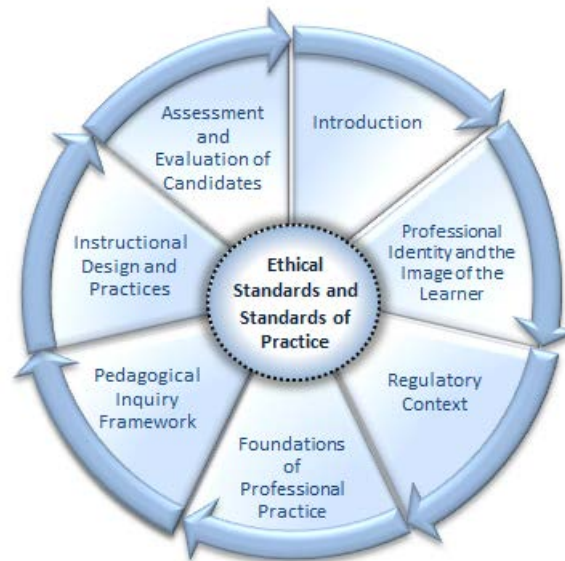 Introduction
Professional
Identity and the
Image of the
Learner
Regulatory
Context
Foundations
of
Professional
Practice
Pedagogical
Inquiry
Framework
Instructional
Design and
Practices
Assessment
and
Evaluation of
Candidates
Ethical
Standards and
Standards of
Practice